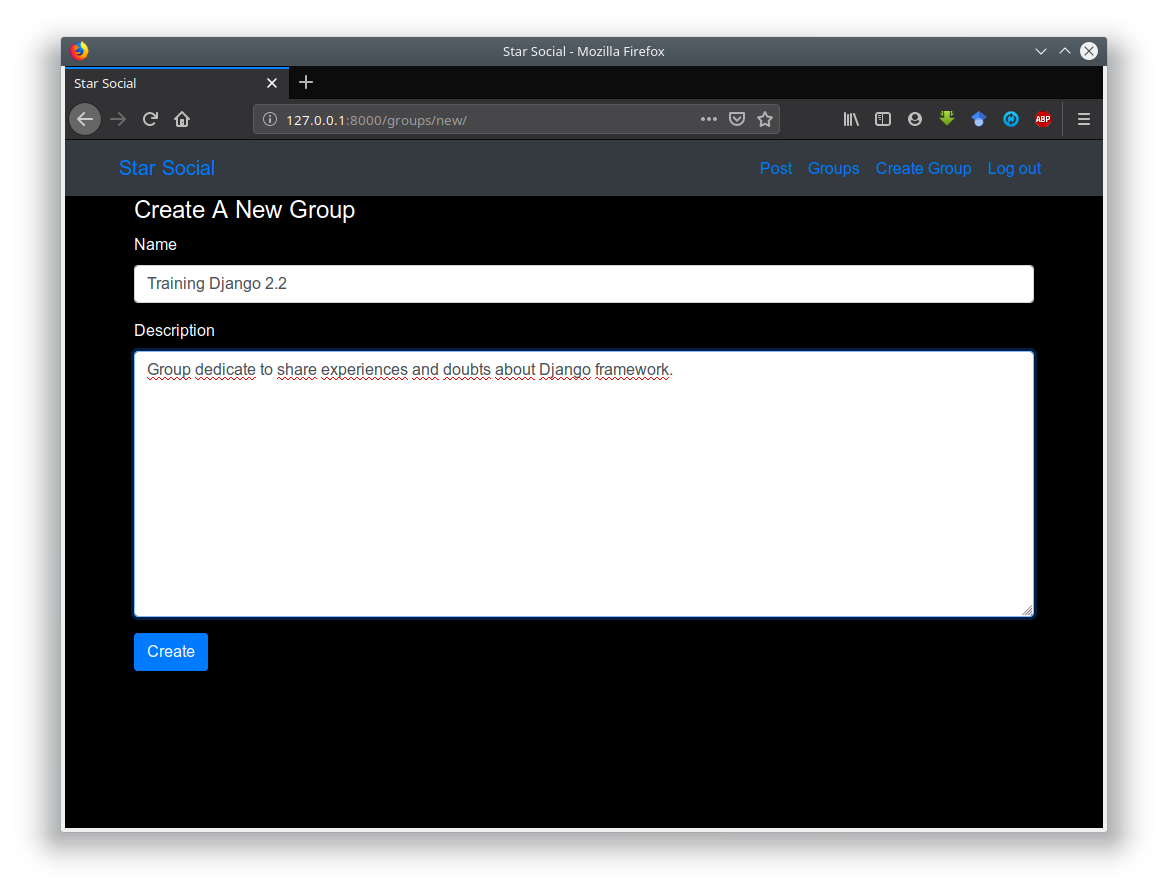 Star Social - Mozilla Firefox
Star Social
127.0.0.1:8000/groups/new/
ABP
Star Social Post Groups Create Group Log out
Create A New Group
Name
Training Django 2.2
Description
Group dedicate to share experiences and doubts about Django framework.
Create